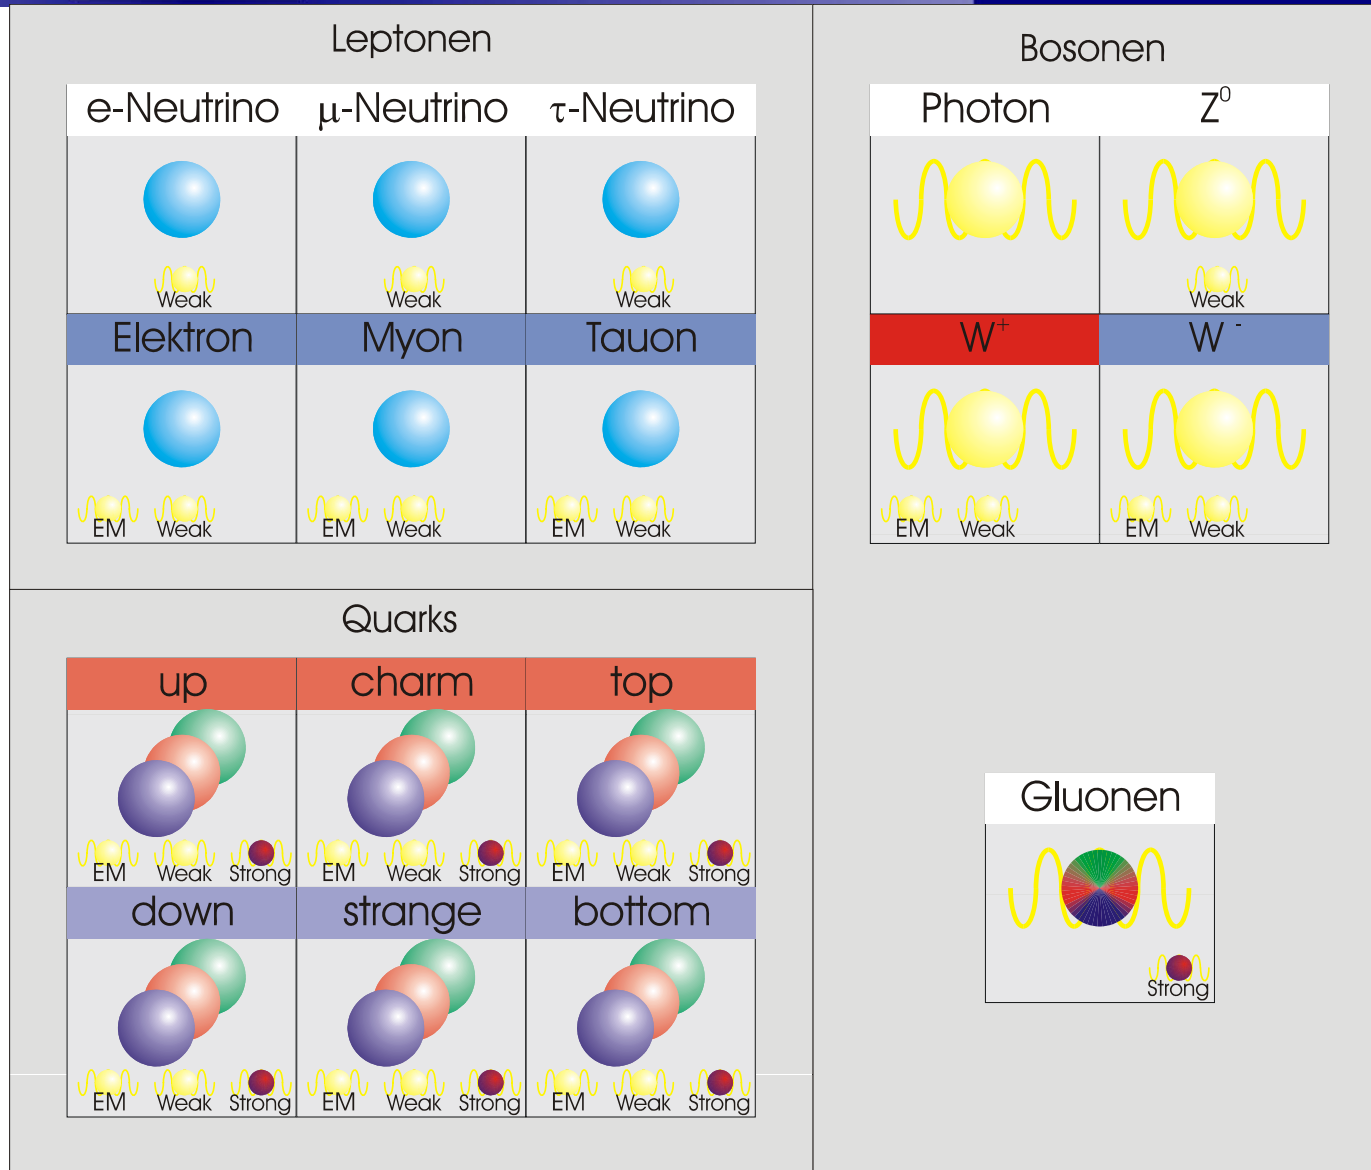 Leptonen
e-Neutrino μ-Neutrino τ-Neutrino
Weak Weak Weak
Elektron Myon Tauon
EM Weak EM Weak EM Weak
Bosonen
Photon Z⁰
Weak
W⁺ W⁻
EM Weak EM Weak
Quarks
up charm top
EM Weak Strong EM Weak Strong EM Weak Strong
down strange bottom
EM Weak Strong EM Weak Strong EM Weak Strong
Gluonen
Strong